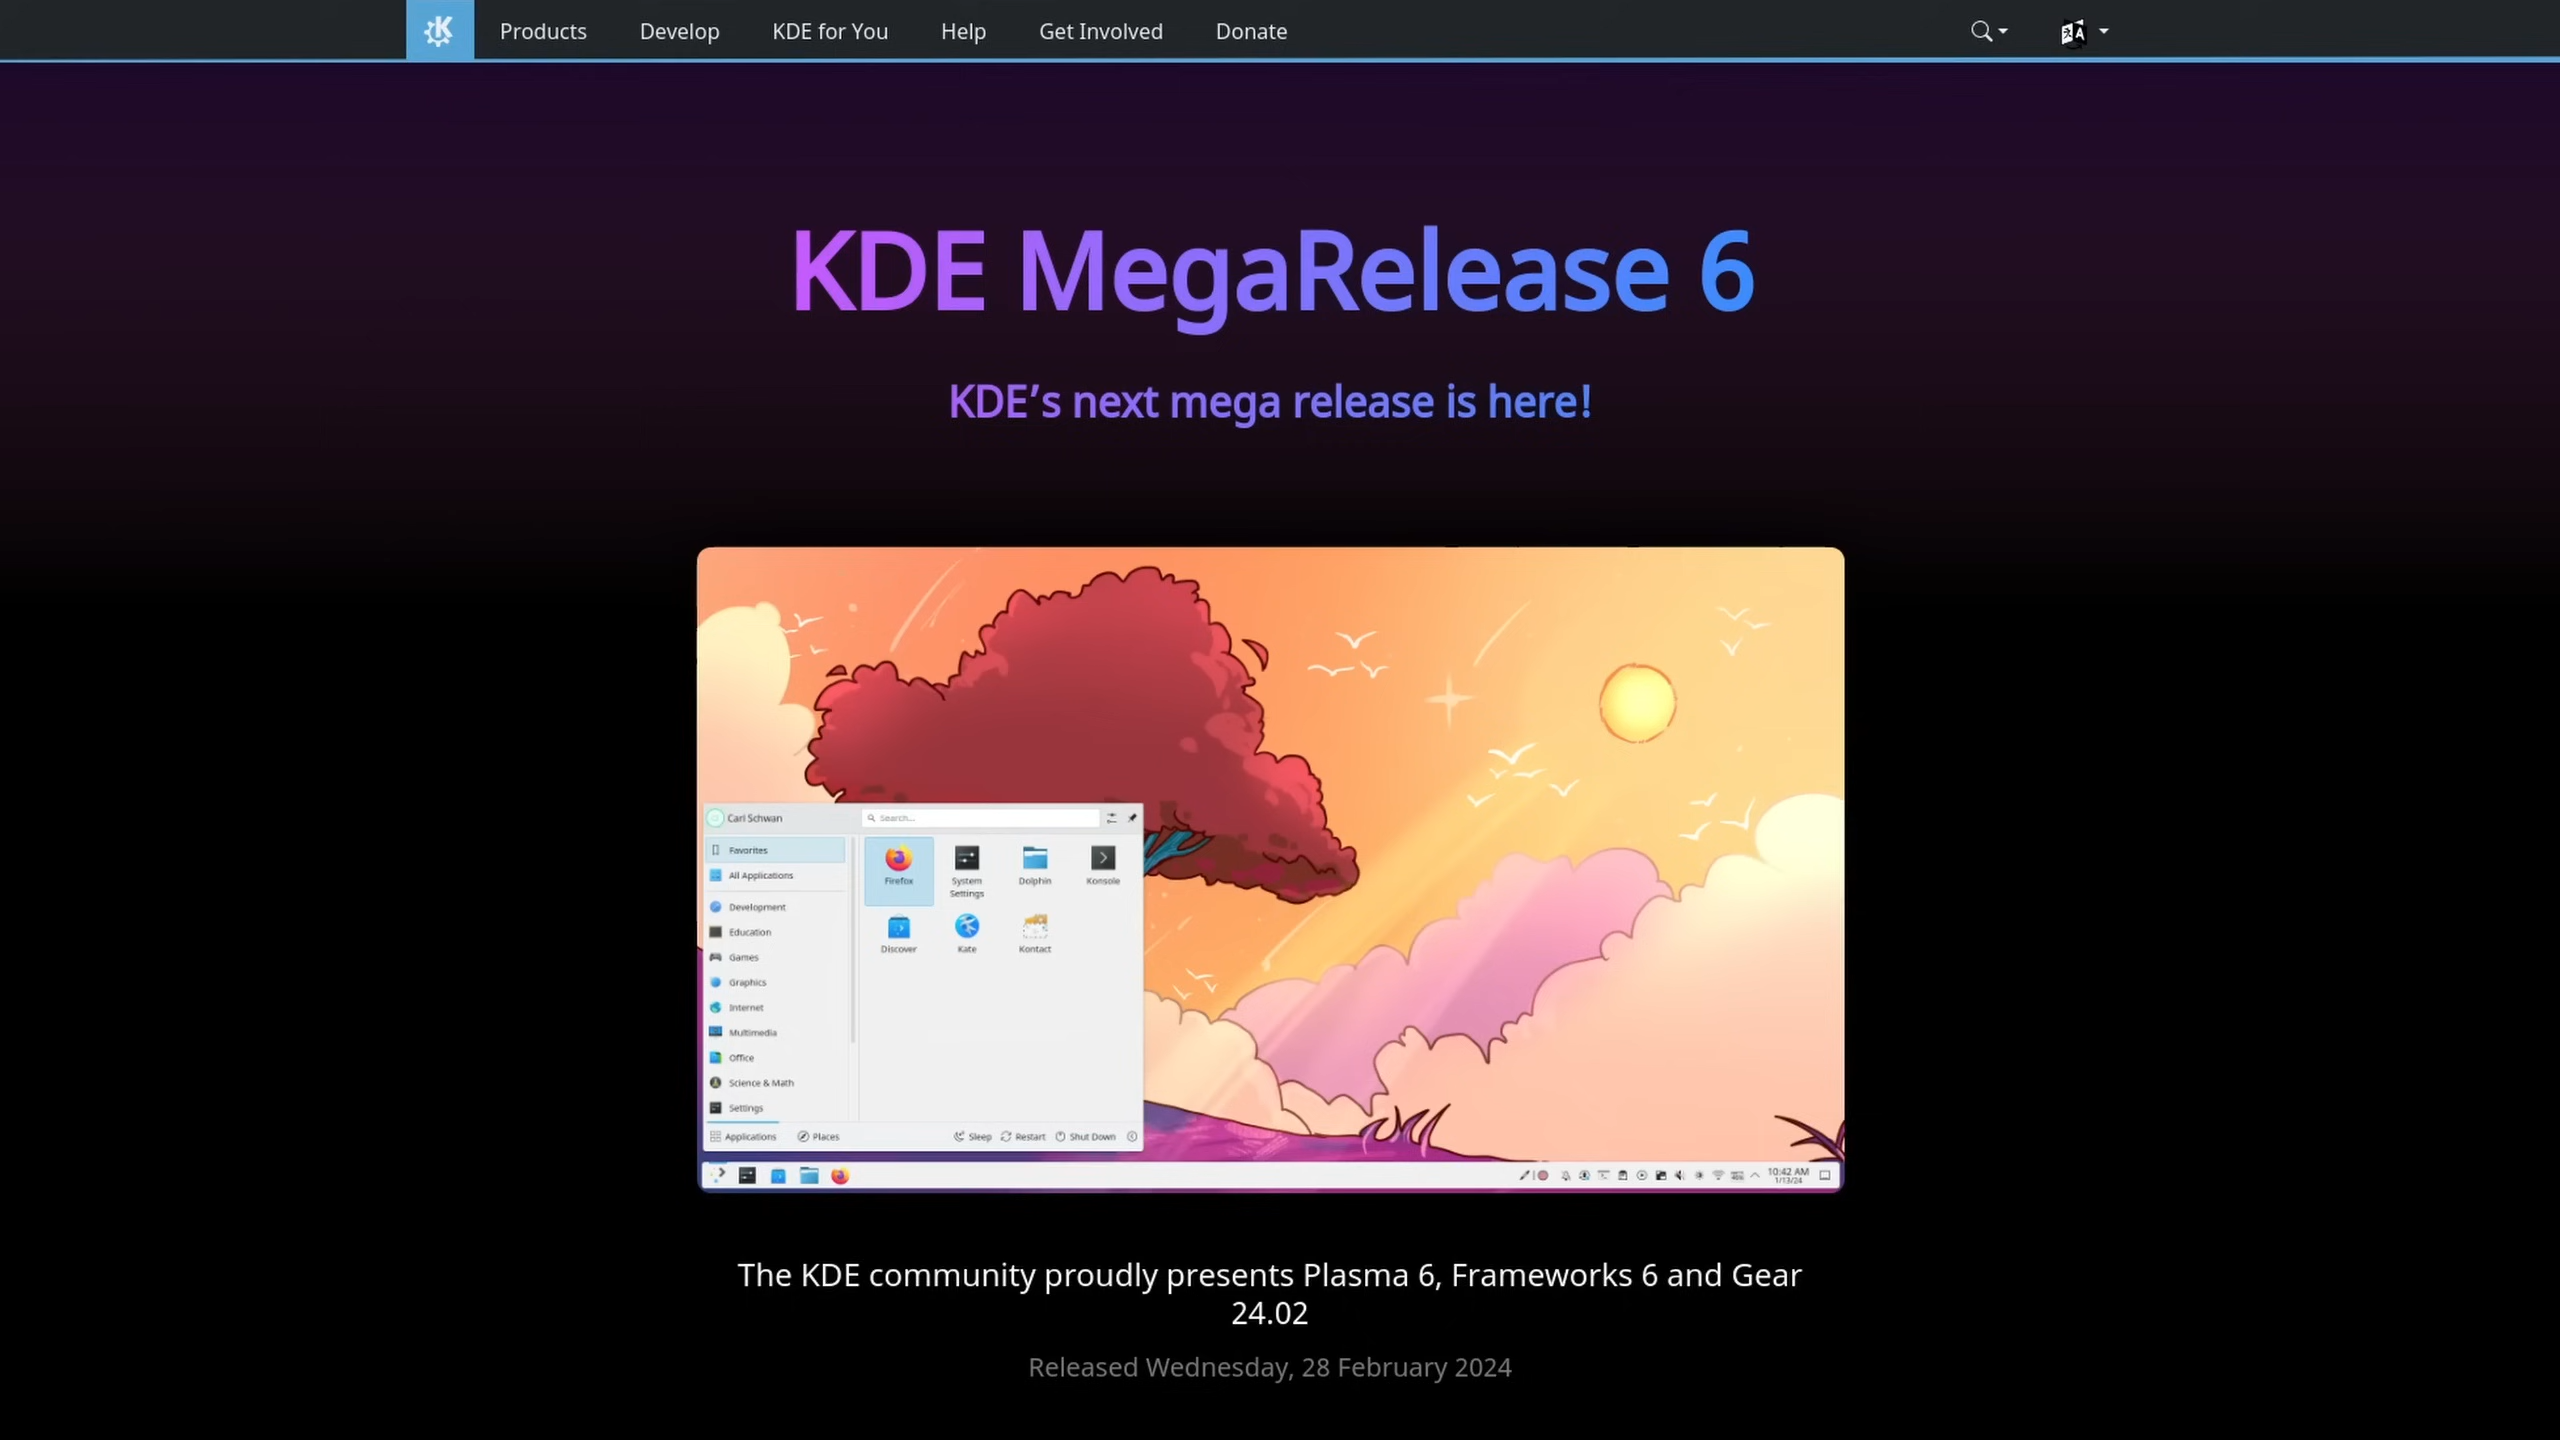 Products Develop KDE for You Help Get Involved Donate
KDE MegaRelease 6
KDE’s next mega release is here!
Carl Schwan
Search...
Favorites
All Applications
Development
Education
Games
Graphics
Internet
Multimedia
Office
Science & Math
Settings
Firefox
System
Settings
Dolphin
Konsole
Discover
Kate
Kontact
Applications Places Sleep Restart Shut Down
10:42 AM
1/13/24
The KDE community proudly presents Plasma 6, Frameworks 6 and Gear
24.02
Released Wednesday, 28 February 2024